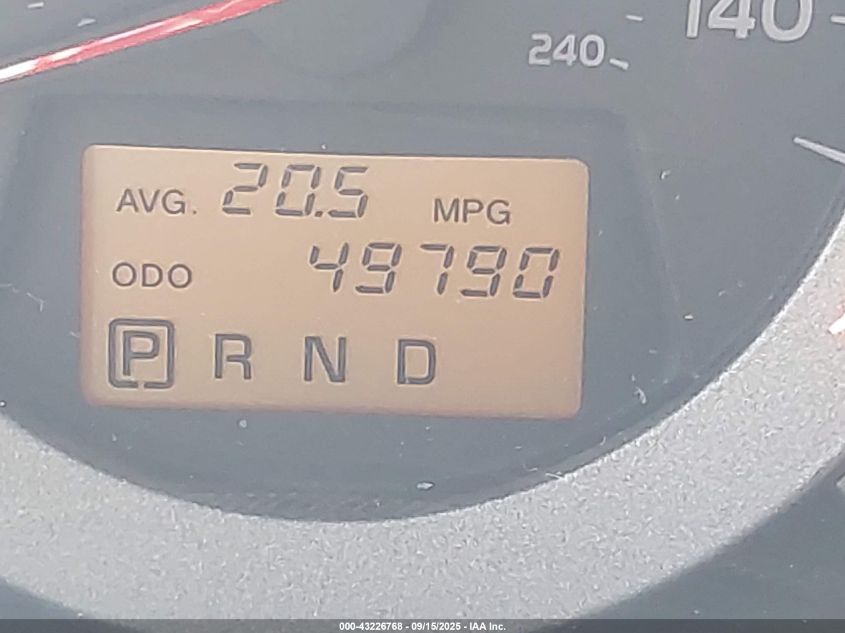 140
240
AVG. 20.5 MPG
ODO 49790
P R N D
000-43226768 - 09/15/2025 - IAA Inc.